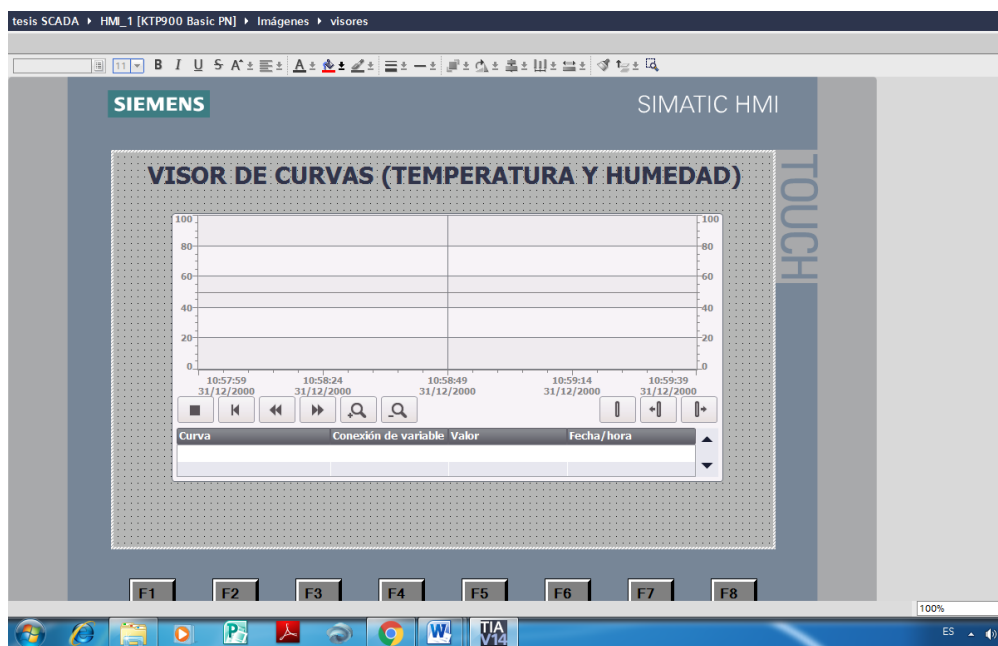 tesis SCADA ▸ HMI_1 [KTP900 Basic PN] ▸ Imágenes ▸ visores
11 B I U S A
SIEMENS SIMATIC HMI
TOUCH
VISOR DE CURVAS (TEMPERATURA Y HUMEDAD)
100 100
80 80
60 60
40 40
20 20
0 0
10:57:59 10:58:24 10:58:49 10:59:14 10:59:39
31/12/2000 31/12/2000 31/12/2000 31/12/2000 31/12/2000
Curva Conexión de variable Valor Fecha/hora
F1 F2 F3 F4 F5 F6 F7 F8
100%
TIA V14
ES